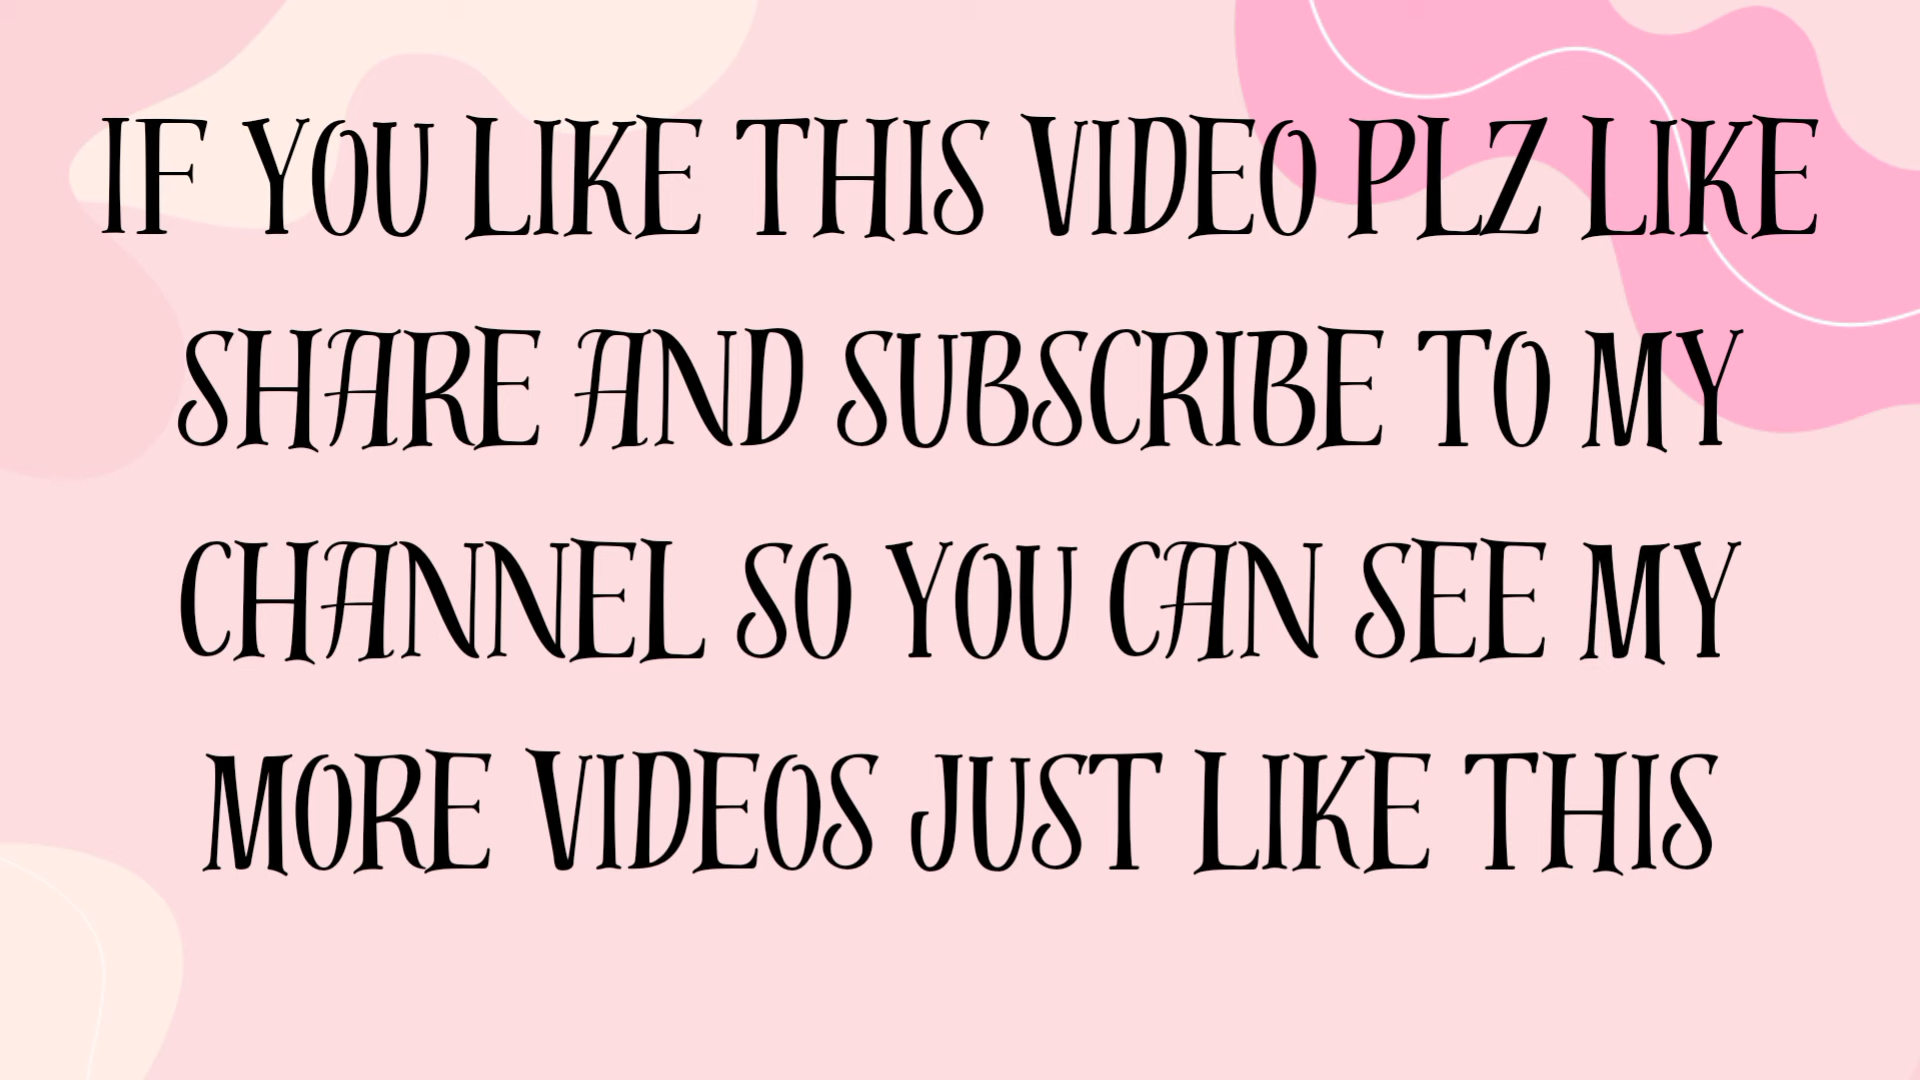 IF YOU LIKE THIS VIDEO PLZ LIKE
SHARE AND SUBSCRIBE TO MY
CHANNEL SO YOU CAN SEE MY
MORE VIDEOS JUST LIKE THIS